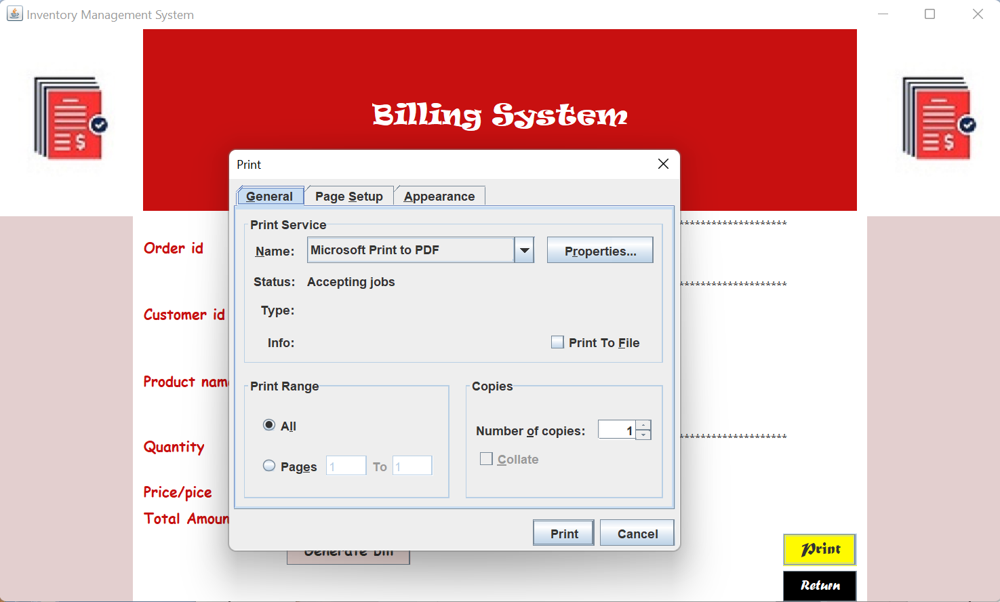 Inventory Management System
Billing System
Print
General Page Setup Appearance
Print Service
Name: Microsoft Print to PDF Properties...
Status: Accepting jobs
Type:
Info: Print To File
Print Range
All
Pages 1 To 1
Copies
Number of copies: 1
Collate
Print Cancel
********************
Order id
********************
Customer id
Product nam
********************
Quantity
Price/pice
Total Amoun
Generate bill
Print
Return
$
$